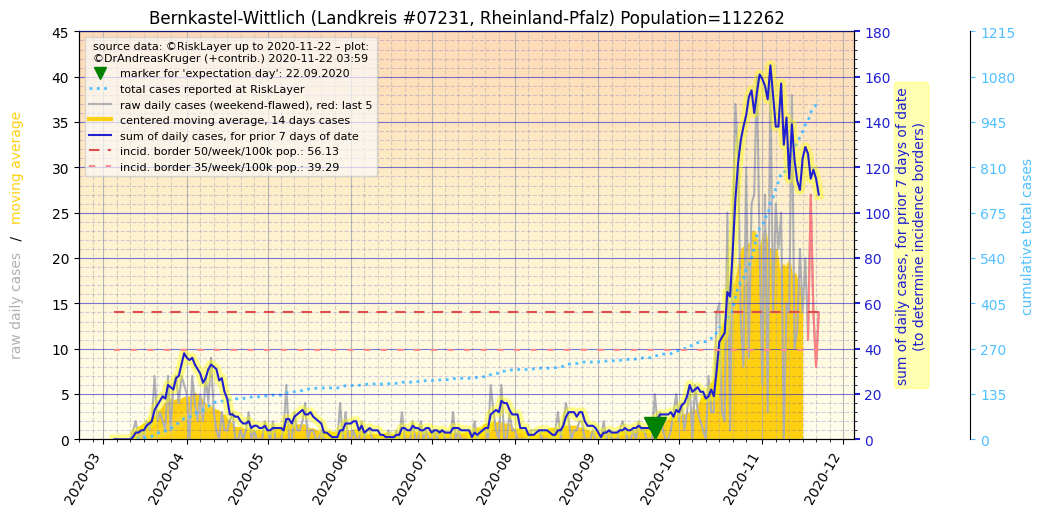 Bernkastel-Wittlich (Landkreis #07231, Rheinland-Pfalz) Population=112262
source data: ©RiskLayer up to 2020-11-22 – plot:
©DrAndreasKruger (+contrib.) 2020-11-22 03:59
marker for 'expectation day': 22.09.2020
total cases reported at RiskLayer
raw daily cases (weekend-flawed), red: last 5
centered moving average, 14 days cases
sum of daily cases, for prior 7 days of date
incid. border 50/week/100k pop.: 56.13
incid. border 35/week/100k pop.: 39.29
raw daily cases / moving average
45
40
35
30
25
20
15
10
5
0
180
160
140
120
100
80
60
40
20
0
sum of daily cases, for prior 7 days of date
(to determine incidence borders)
1215
1080
945
810
675
540
405
270
135
0
cumulative total cases
2020-03
2020-04
2020-05
2020-06
2020-07
2020-08
2020-09
2020-10
2020-11
2020-12